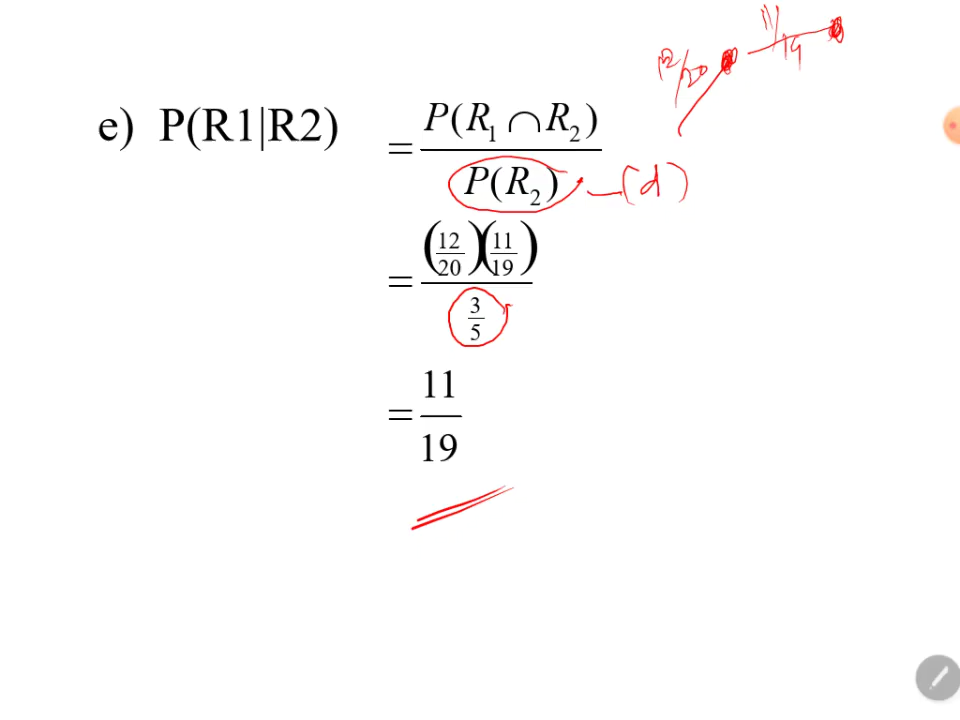 12/20 11/19
e) P(R1|R2) = P(R₁ ∩ R₂) / P(R₂) (d)
= (12/20)(11/19) / (3/5)
= 11/19